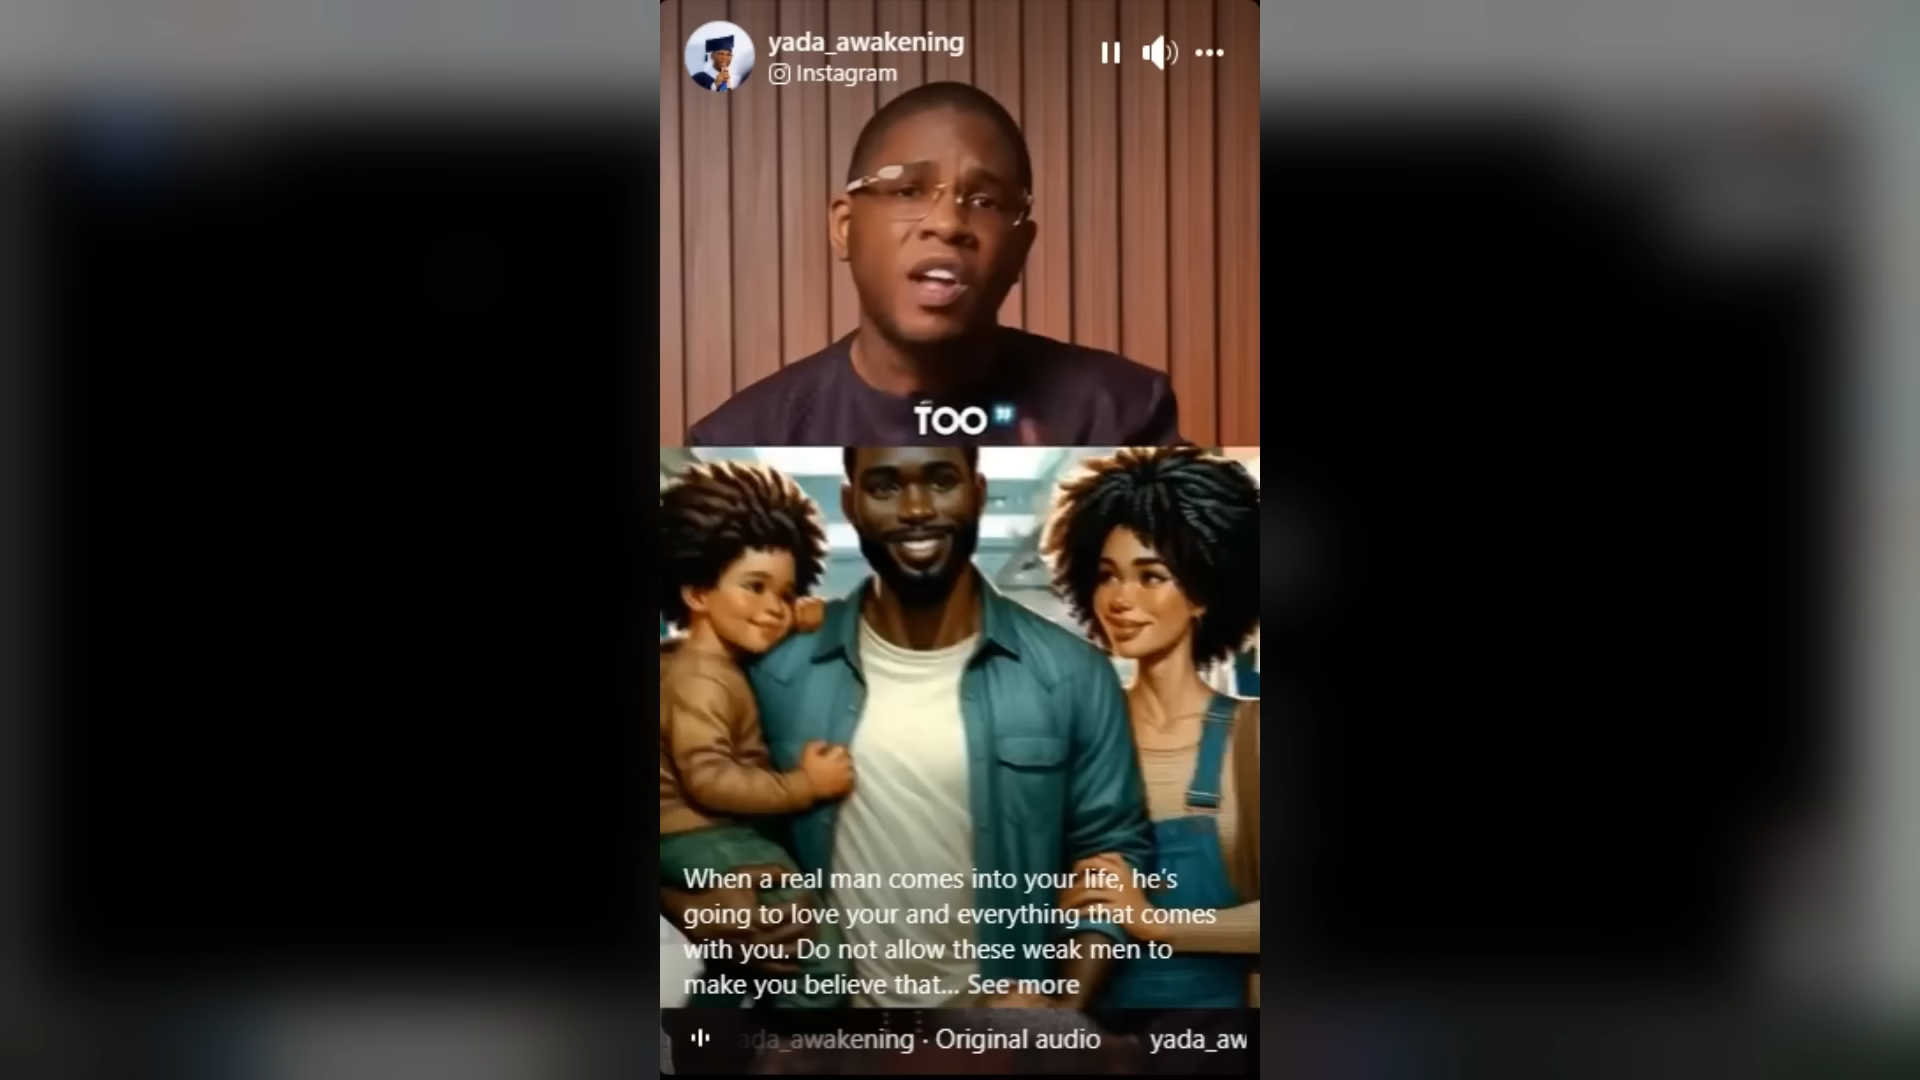 yada_awakening
Instagram
TOO"
When a real man comes into your life, he's
going to love your and everything that comes
with you. Do not allow these weak men to
make you believe that... See more
ada_awakening · Original audio yada_aw